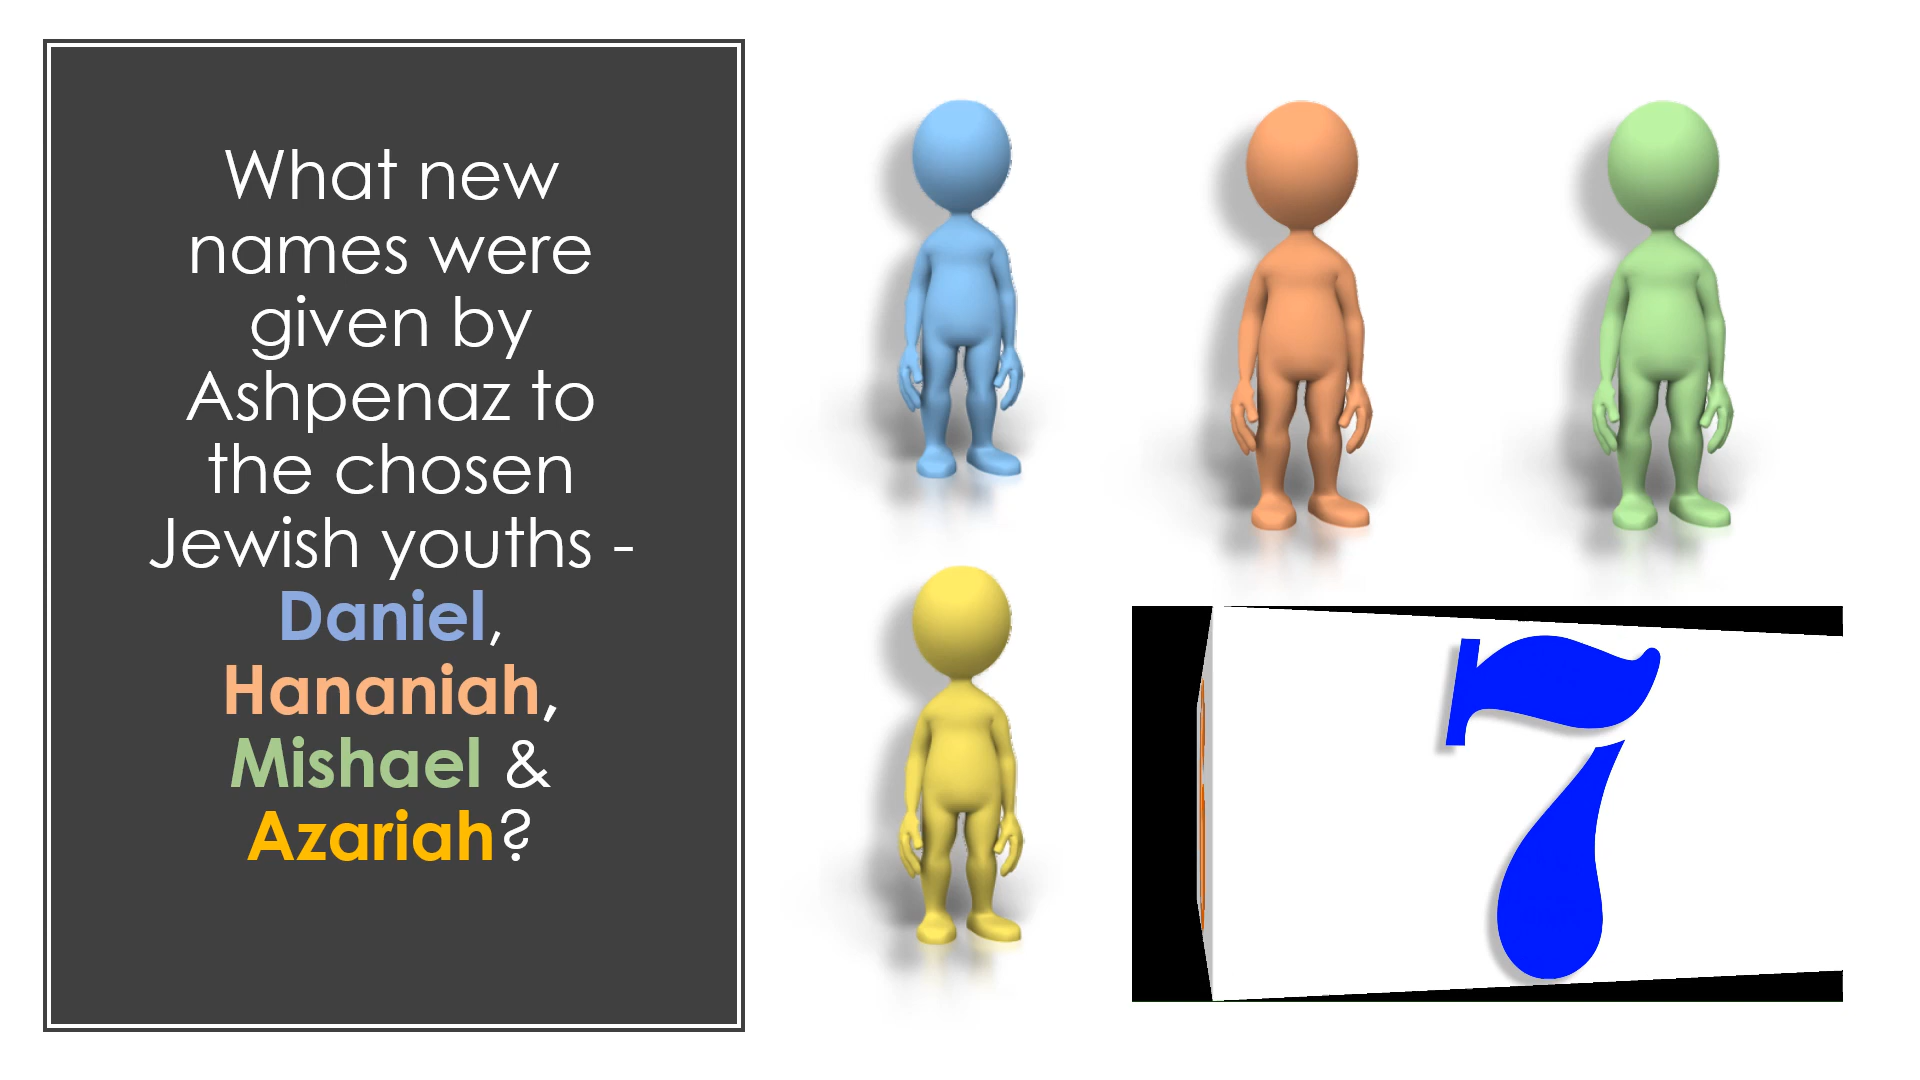 What new
names were
given by
Ashpenaz to
the chosen
Jewish youths -
Daniel,
Hananiah,
Mishael &
Azariah?
7